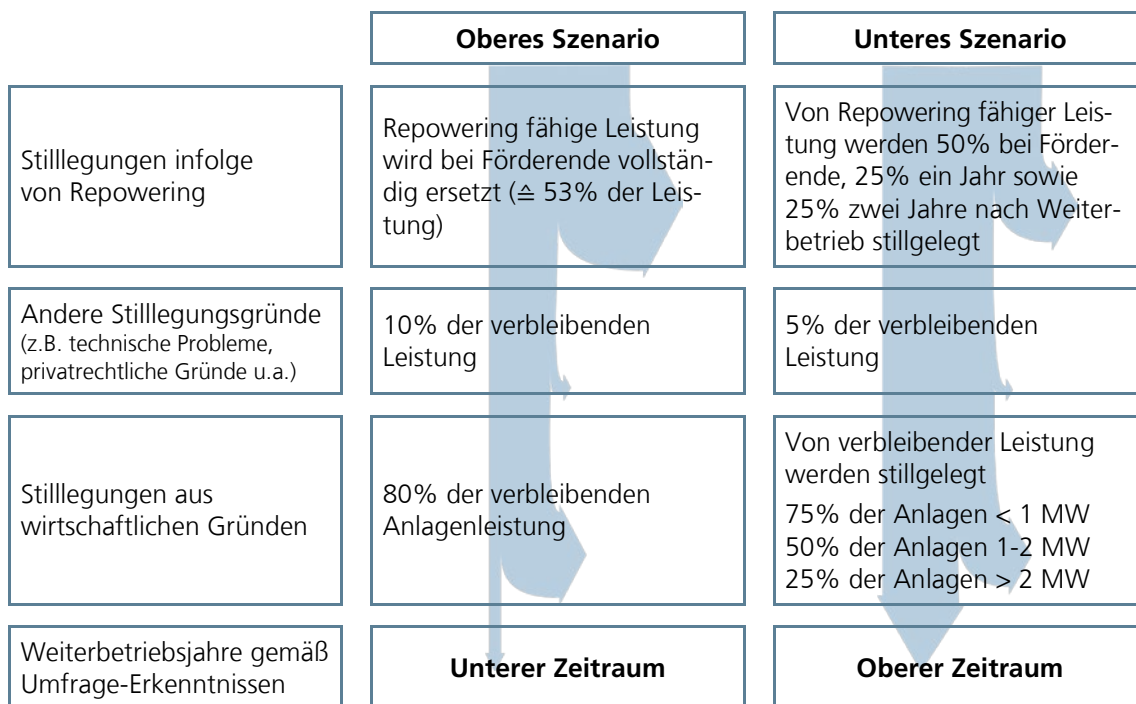 Oberes Szenario
Unteres Szenario
Stilllegungen infolge
von Repowering
Repowering fähige Leistung
wird bei Förderende vollstän-
dig ersetzt (≙ 53% der Leis-
tung)
Von Repowering fähiger Leis-
tung werden 50% bei Förder-
ende, 25% ein Jahr sowie
25% zwei Jahre nach Weiter-
betrieb stillgelegt
Andere Stilllegungsgründe
(z.B. technische Probleme,
privatrechtliche Gründe u.a.)
10% der verbleibenden
Leistung
5% der verbleibenden
Leistung
Stilllegungen aus
wirtschaftlichen Gründen
80% der verbleibenden
Anlagenleistung
Von verbleibender Leistung
werden stillgelegt
75% der Anlagen < 1 MW
50% der Anlagen 1-2 MW
25% der Anlagen > 2 MW
Weiterbetriebsjahre gemäß
Umfrage-Erkenntnissen
Unterer Zeitraum
Oberer Zeitraum